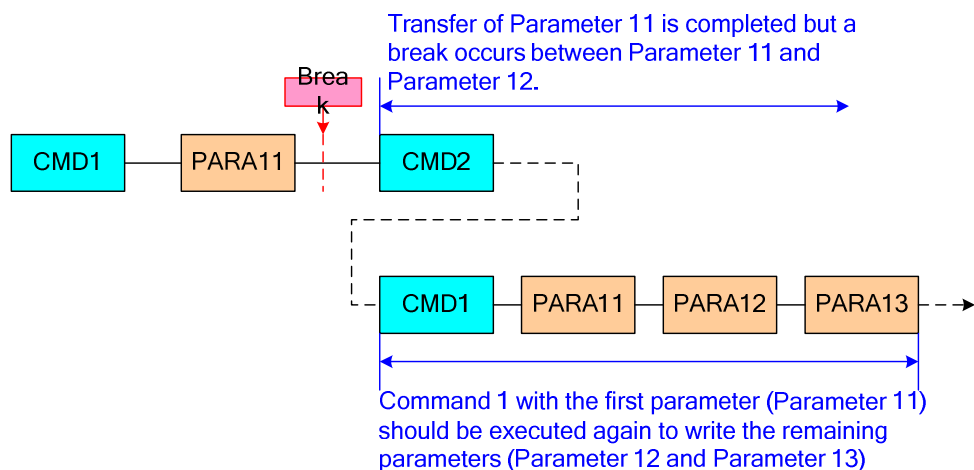 Transfer of Parameter 11 is completed but a
break occurs between Parameter 11 and
Parameter 12.
Brea
k
CMD1
PARA11
CMD2
CMD1
PARA11
PARA12
PARA13
Command 1 with the first parameter (Parameter 11)
should be executed again to write the remaining
parameters (Parameter 12 and Parameter 13)